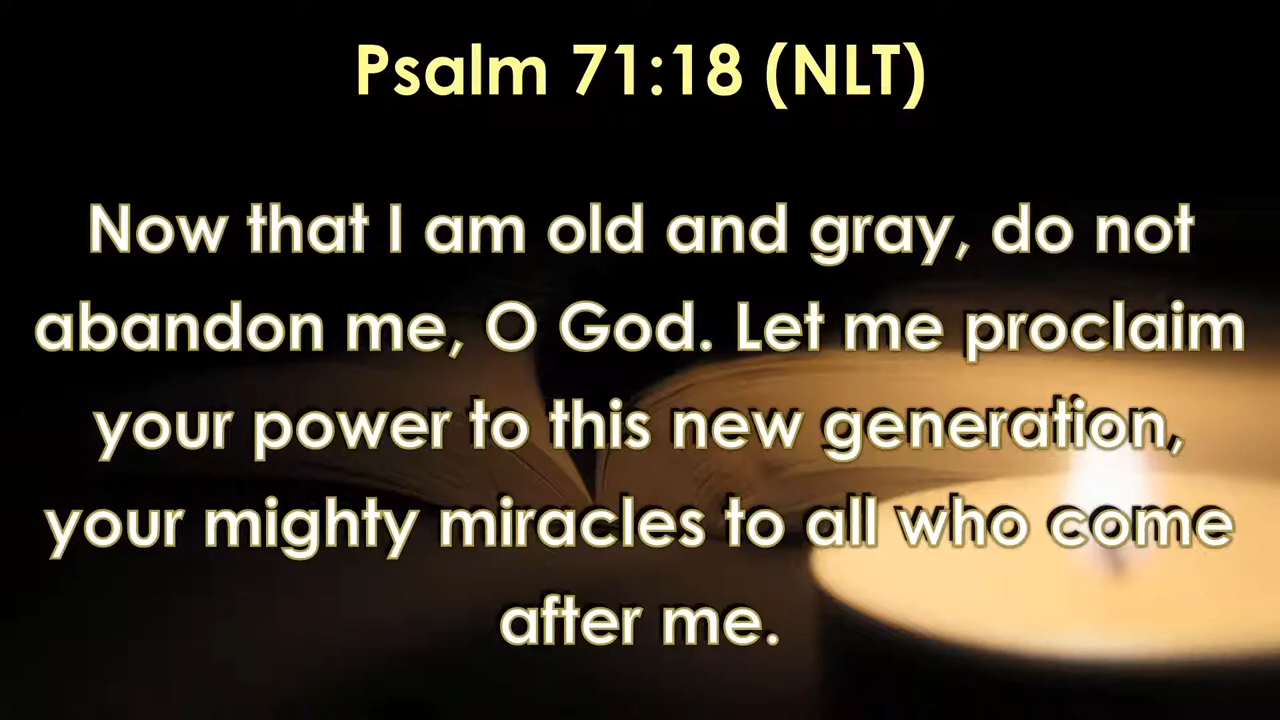 Psalm 71:18 (NLT)
Now that I am old and gray, do not
abandon me, O God. Let me proclaim
your power to this new generation,
your mighty miracles to all who come
after me.